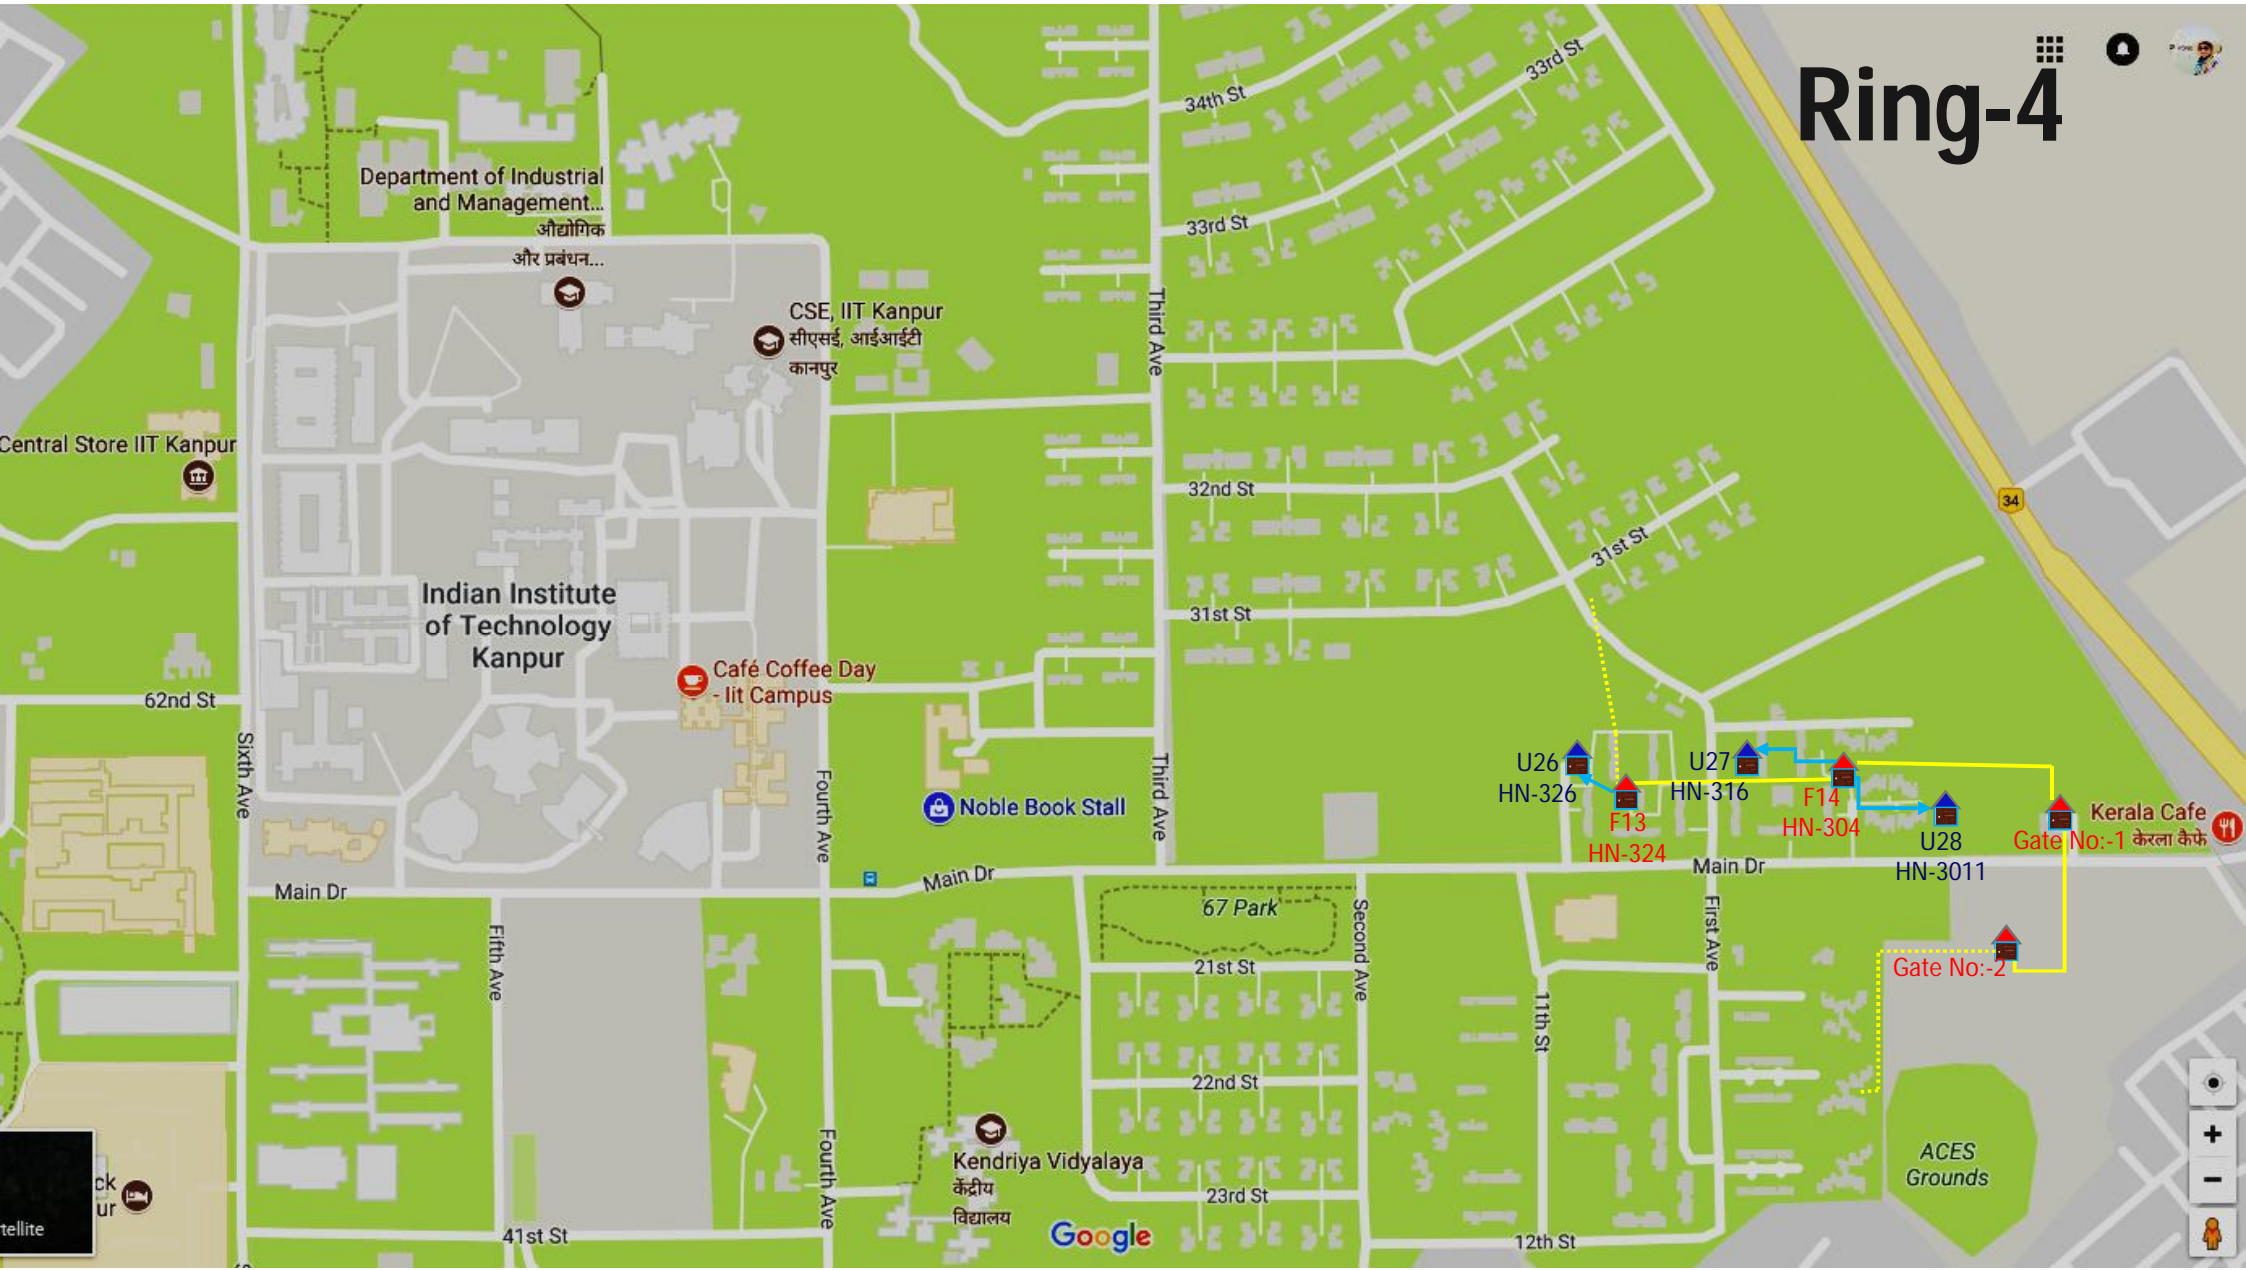 Ring-4
33rd St
34th St
Department of Industrial
and Management...
औद्योगिक
और प्रबंधन...
33rd St
CSE, IIT Kanpur
सीएसई, आईआईटी
कानपुर
Third Ave
Central Store IIT Kanpur
32nd St
34
31st St
Indian Institute
of Technology
Kanpur
31st St
Café Coffee Day
- Iit Campus
62nd St
Sixth Ave
Fourth Ave
Third Ave
Noble Book Stall
U26
HN-326
F13
HN-324
U27
HN-316
F14
HN-304
U28
HN-3011
Gate No:-1
Kerala Cafe
केरला कैफे
Main Dr
Main Dr
Main Dr
67 Park
Second Ave
First Ave
Fifth Ave
21st St
Gate No:-2
11th St
22nd St
Kendriya Vidyalaya
केंद्रीय
विद्यालय
Fourth Ave
23rd St
ACES
Grounds
ck
ur
tellite
41st St
Google
12th St